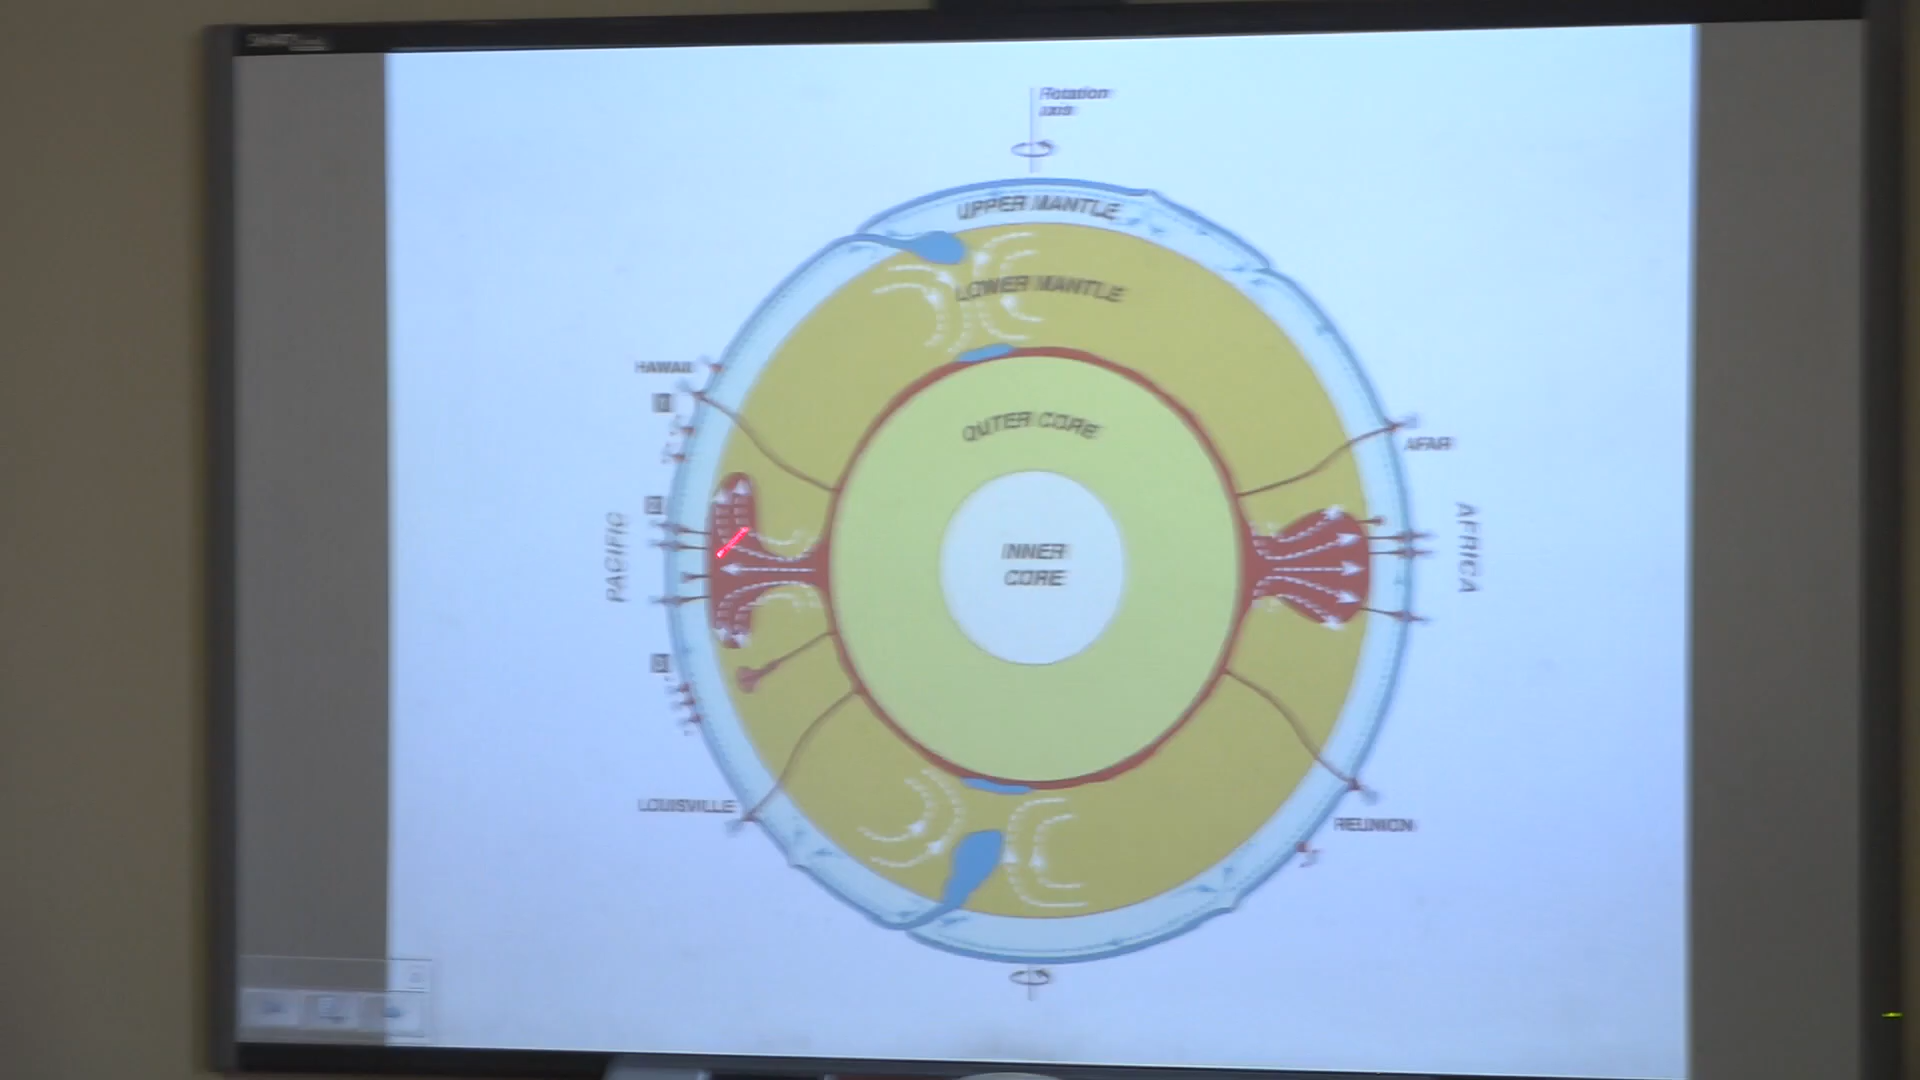 Rotation
axis
UPPER MANTLE
LOWER MANTLE
HAWAII
OUTER CORE
AFAR
PACIFIC
AFRICA
INNER
CORE
LOUISVILLE
REUNION